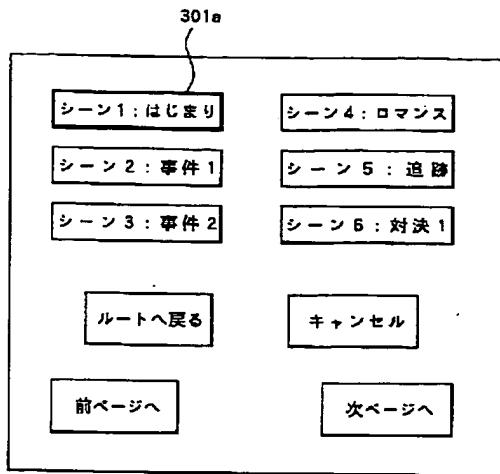 301a
シーン1：はじまり
シーン4：ロマンス
シーン2：事件1
シーン5：追跡
シーン3：事件2
シーン6：対決1
ルートへ戻る
キャンセル
前ページへ
次ページへ